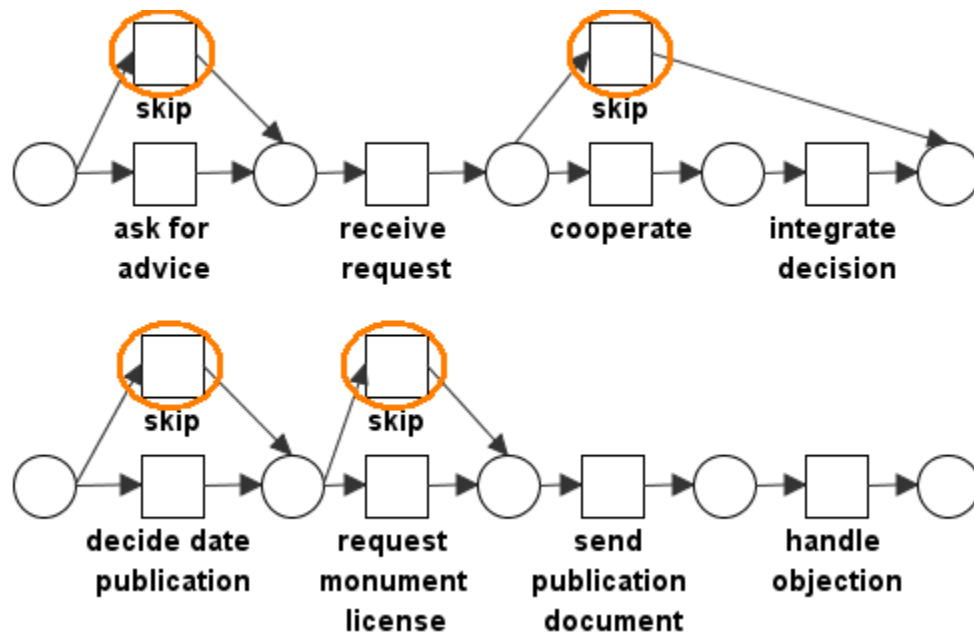 skip
skip
ask for
advice
receive
request
cooperate
integrate
decision
skip
skip
decide date
publication
request
monument
license
send
publication
document
handle
objection